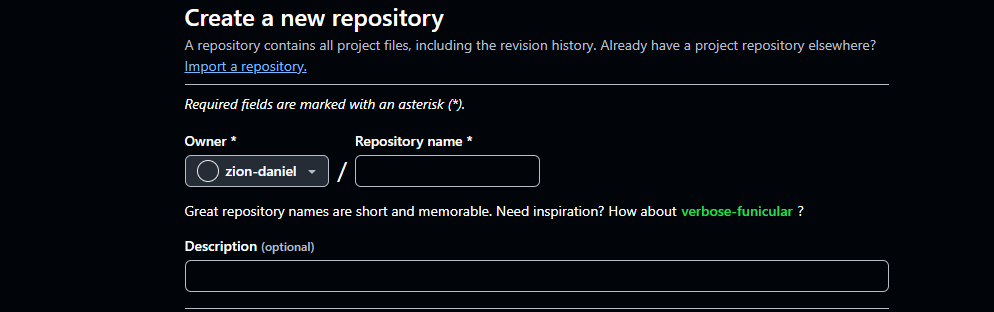 Create a new repository
A repository contains all project files, including the revision history. Already have a project repository elsewhere?
Import a repository.
Required fields are marked with an asterisk (*).
Owner * Repository name *
zion-daniel /
Great repository names are short and memorable. Need inspiration? How about verbose-funicular ?
Description (optional)